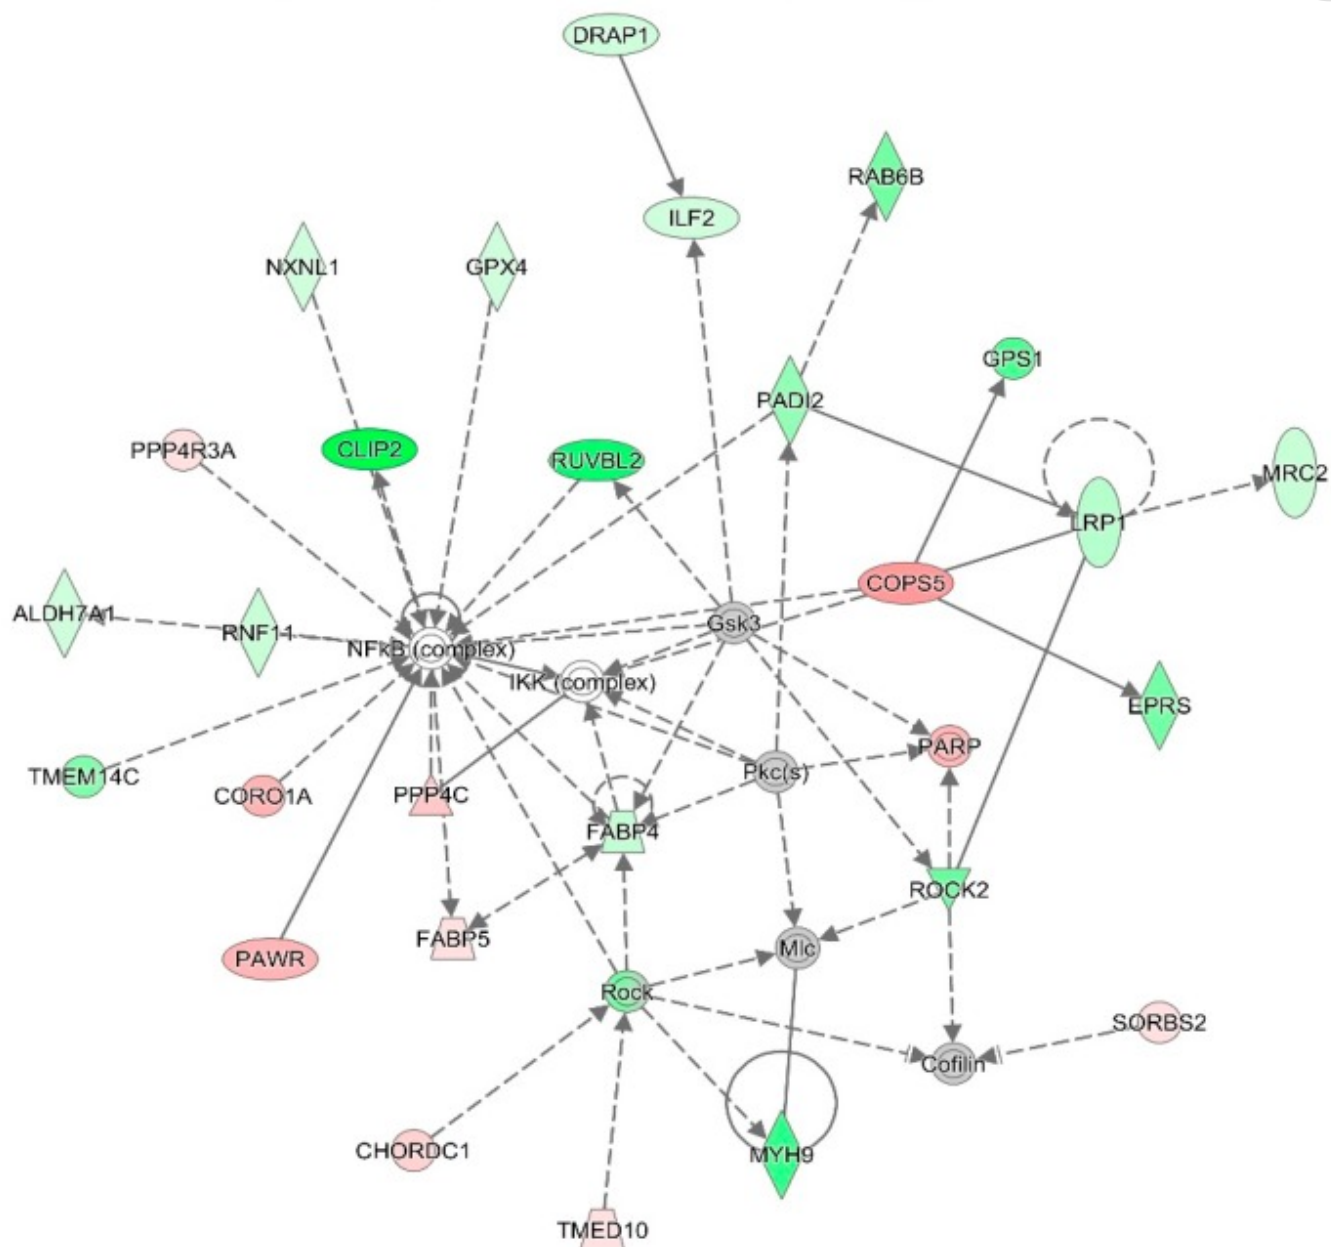 DRAP1
RAB6B
ILF2
NXNL1
GPX4
GPS1
PADI2
PPP4R3A
CLIP2
RUVBL2
MRC2
LRP1
COPS5
ALDH7A1
RNF11
Gsk3
NFkB (complex)
IKK (complex)
EPRS
PARP
TMEM14C
Pkc(s)
CORO1A
PPP4C
FABP4
ROCK2
FABP5
Mlc
PAWR
Rock
SORBS2
Cofilin
CHORDC1
MYH9
TMED10